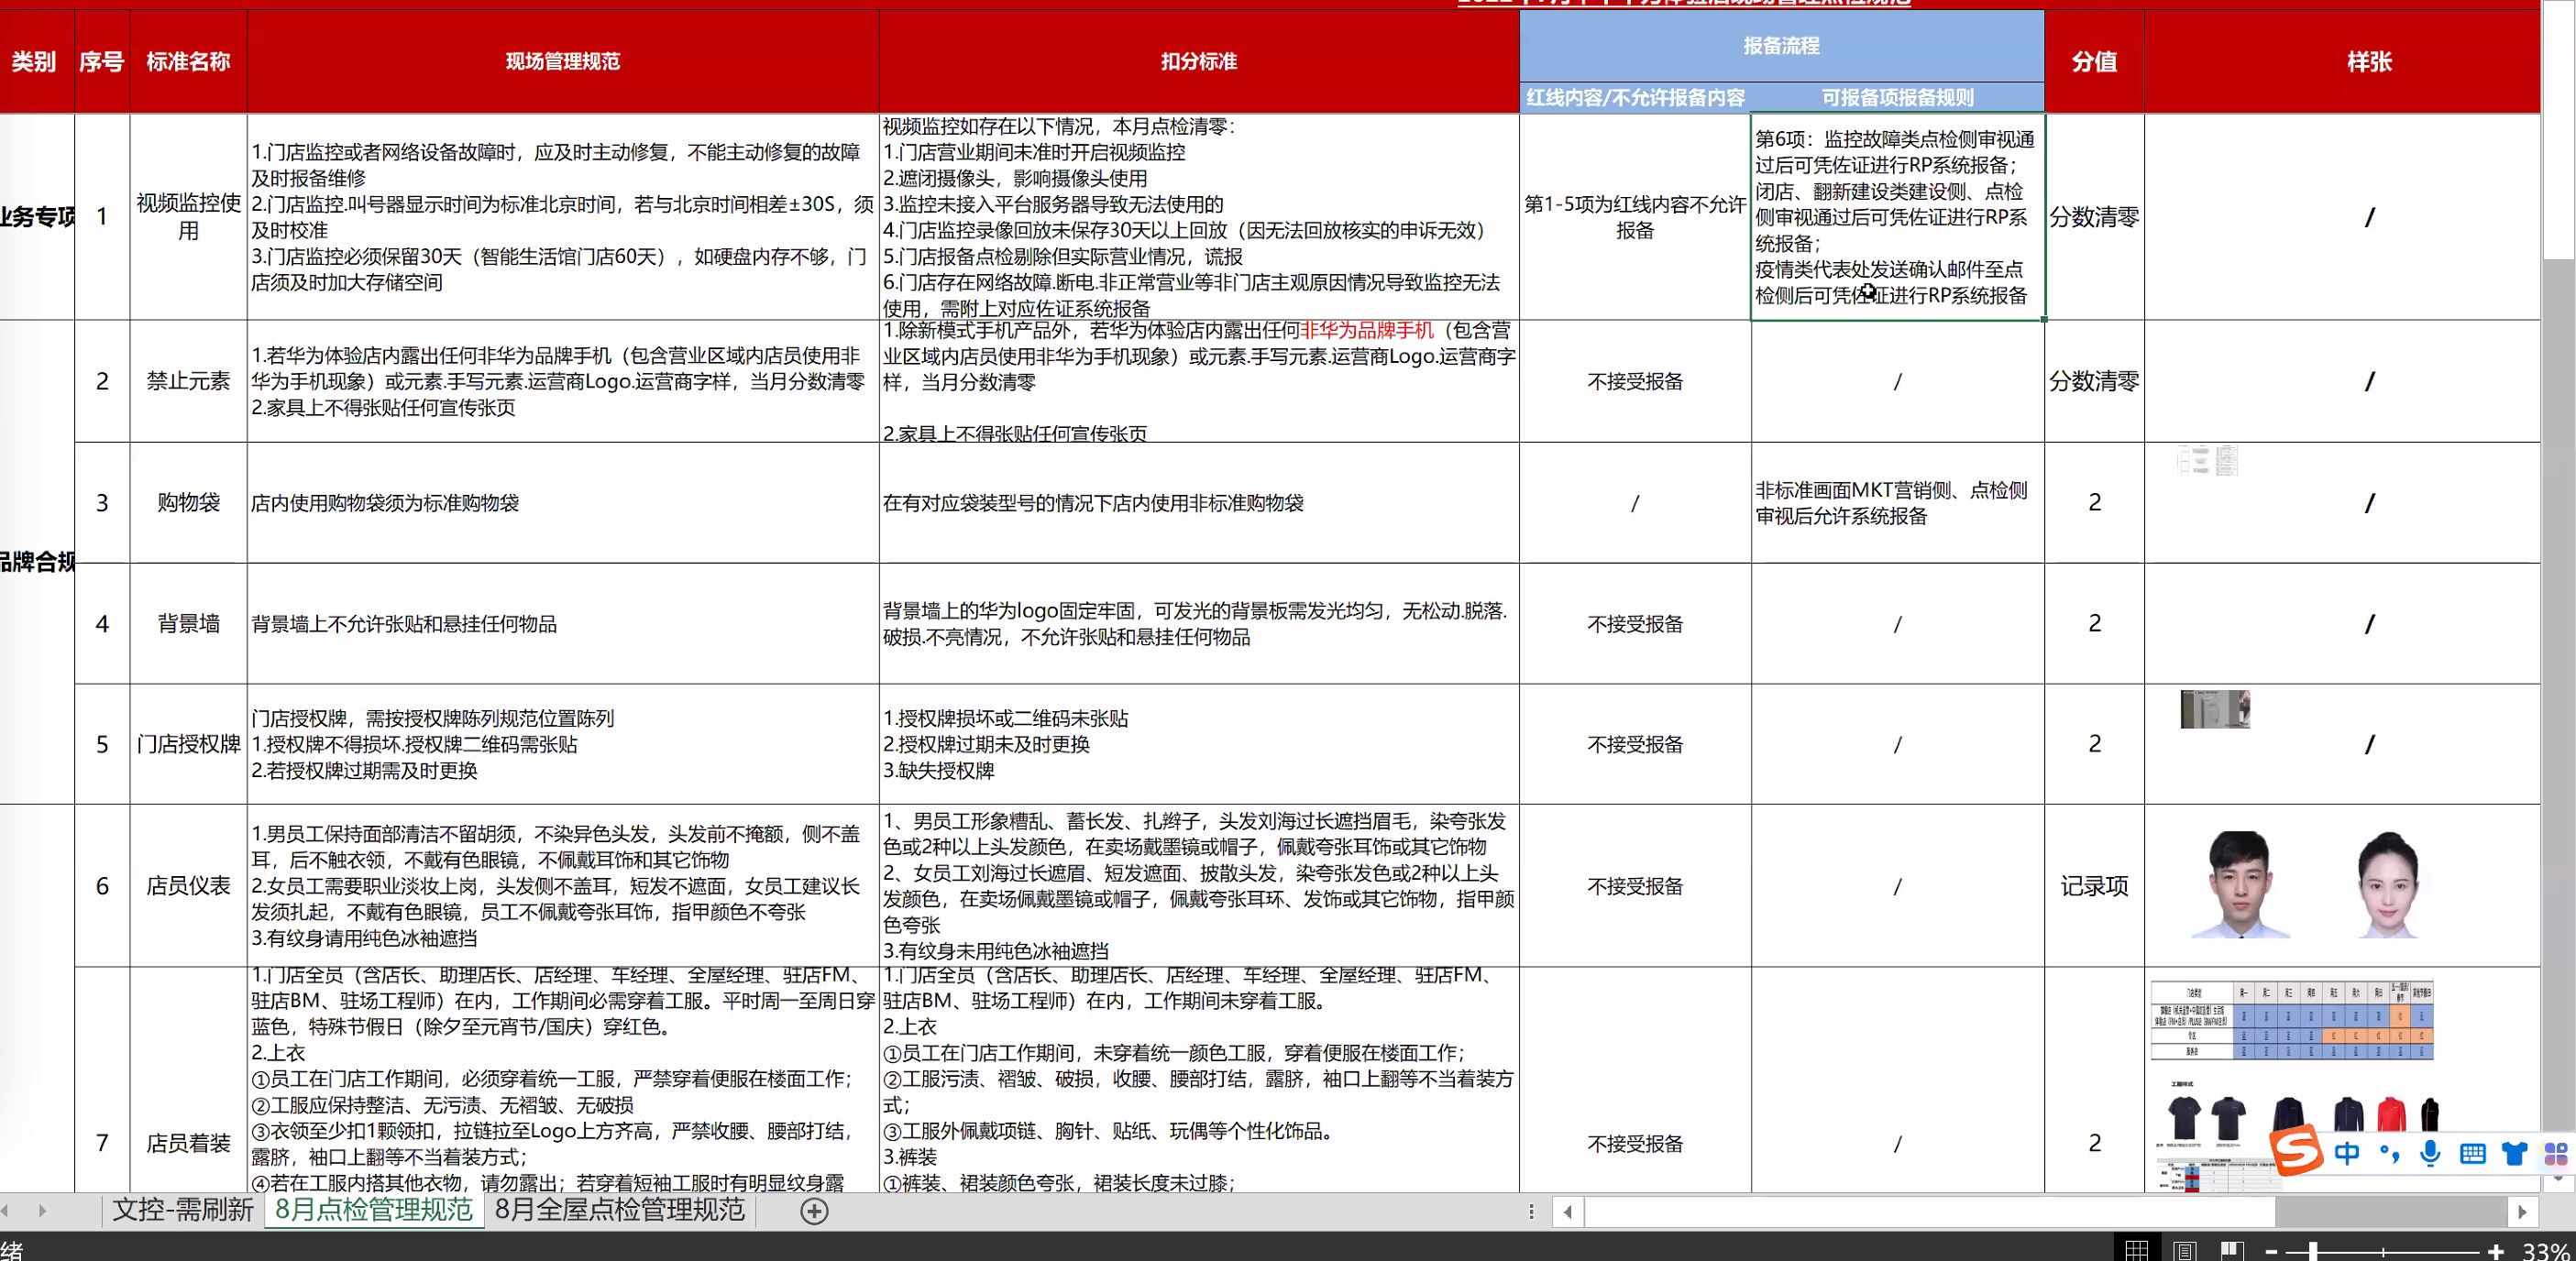 类别
序号
标准名称
现场管理规范
扣分标准
报备流程
红线内容/不允许报备内容
可报备项报备规则
分值
样张
业务专项
1
视频监控使
用
1.门店监控或者网络设备故障时，应及时主动修复，不能主动修复的故障
及时报备维修
2.门店监控.叫号器显示时间为标准北京时间，若与北京时间相差±30S，须
及时校准
3.门店监控必须保留30天（智能生活馆门店60天），如硬盘内存不够，门
店须及时加大存储空间
视频监控如存在以下情况，本月点检清零：
1.门店营业期间未准时开启视频监控
2.遮闭摄像头，影响摄像头使用
3.监控未接入平台服务器导致无法使用的
4.门店监控录像回放未保存30天以上回放（因无法回放核实的申诉无效）
5.门店报备点检剔除但实际营业情况，谎报
6.门店存在网络故障.断电.非正常营业等非门店主观原因情况导致监控无法
使用，需附上对应佐证系统报备
第1-5项为红线内容不允许
报备
第6项：监控故障类点检侧审视通
过后可凭佐证进行RP系统报备；
闭店、翻新建设类建设侧、点检
侧审视通过后可凭佐证进行RP系
统报备；
疫情类代表处发送确认邮件至点
检侧后可凭佐证进行RP系统报备
分数清零
/
品牌合规
2
禁止元素
1.若华为体验店内露出任何非华为品牌手机（包含营业区域内店员使用非
华为手机现象）或元素.手写元素.运营商Logo.运营商字样，当月分数清零
2.家具上不得张贴任何宣传张页
1.除新模式手机产品外，若华为体验店内露出任何非华为品牌手机（包含营
业区域内店员使用非华为手机现象）或元素.手写元素.运营商Logo.运营商字
样，当月分数清零
2.家具上不得张贴任何宣传张页
不接受报备
/
分数清零
/
3
购物袋
店内使用购物袋须为标准购物袋
在有对应袋装型号的情况下店内使用非标准购物袋
/
非标准画面MKT营销侧、点检侧
审视后允许系统报备
2
/
4
背景墙
背景墙上不允许张贴和悬挂任何物品
背景墙上的华为logo固定牢固，可发光的背景板需发光均匀，无松动.脱落.
破损.不亮情况，不允许张贴和悬挂任何物品
不接受报备
/
2
/
5
门店授权牌
门店授权牌，需按授权牌陈列规范位置陈列
1.授权牌不得损坏.授权牌二维码需张贴
2.若授权牌过期需及时更换
1.授权牌损坏或二维码未张贴
2.授权牌过期未及时更换
3.缺失授权牌
不接受报备
/
2
/
6
店员仪表
1.男员工保持面部清洁不留胡须，不染异色头发，头发前不掩额，侧不盖
耳，后不触衣领，不戴有色眼镜，不佩戴耳饰和其它饰物
2.女员工需要职业淡妆上岗，头发侧不盖耳，短发不遮面，女员工建议长
发须扎起，不戴有色眼镜，员工不佩戴夸张耳饰，指甲颜色不夸张
3.有纹身请用纯色冰袖遮挡
1、男员工形象糟乱、蓄长发、扎辫子，头发刘海过长遮挡眉毛，染夸张发
色或2种以上头发颜色，在卖场戴墨镜或帽子，佩戴夸张耳饰或其它饰物
2、女员工刘海过长遮眉、短发遮面、披散头发，染夸张发色或2种以上头
发颜色，在卖场佩戴墨镜或帽子，佩戴夸张耳环、发饰或其它饰物，指甲颜
色夸张
3.有纹身未用纯色冰袖遮挡
不接受报备
/
记录项
7
店员着装
1.门店全员（含店长、助理店长、店经理、车经理、全屋经理、驻店FM、
驻店BM、驻场工程师）在内，工作期间必需穿着工服。平时周一至周日穿
蓝色，特殊节假日（除夕至元宵节/国庆）穿红色。
2.上衣
①员工在门店工作期间，必须穿着统一工服，严禁穿着便服在楼面工作；
②工服应保持整洁、无污渍、无褶皱、无破损
③衣领至少扣1颗领扣，拉链拉至Logo上方齐高，严禁收腰、腰部打结，
露脐，袖口上翻等不当着装方式；
④若在工服内搭其他衣物，请勿露出；若穿着短袖工服时有明显纹身露
1.门店全员（含店长、助理店长、店经理、车经理、全屋经理、驻店FM、
驻店BM、驻场工程师）在内，工作期间未穿着工服。
2.上衣
①员工在门店工作期间，未穿着统一颜色工服，穿着便服在楼面工作；
②工服污渍、褶皱、破损，收腰、腰部打结，露脐，袖口上翻等不当着装方
式；
③工服外佩戴项链、胸针、贴纸、玩偶等个性化饰品。
3.裤装
①裤装、裙装颜色夸张，裙装长度未过膝；
不接受报备
/
2
工服样式
中
文控-需刷新
8月点检管理规范
8月全屋点检管理规范
绪
33%